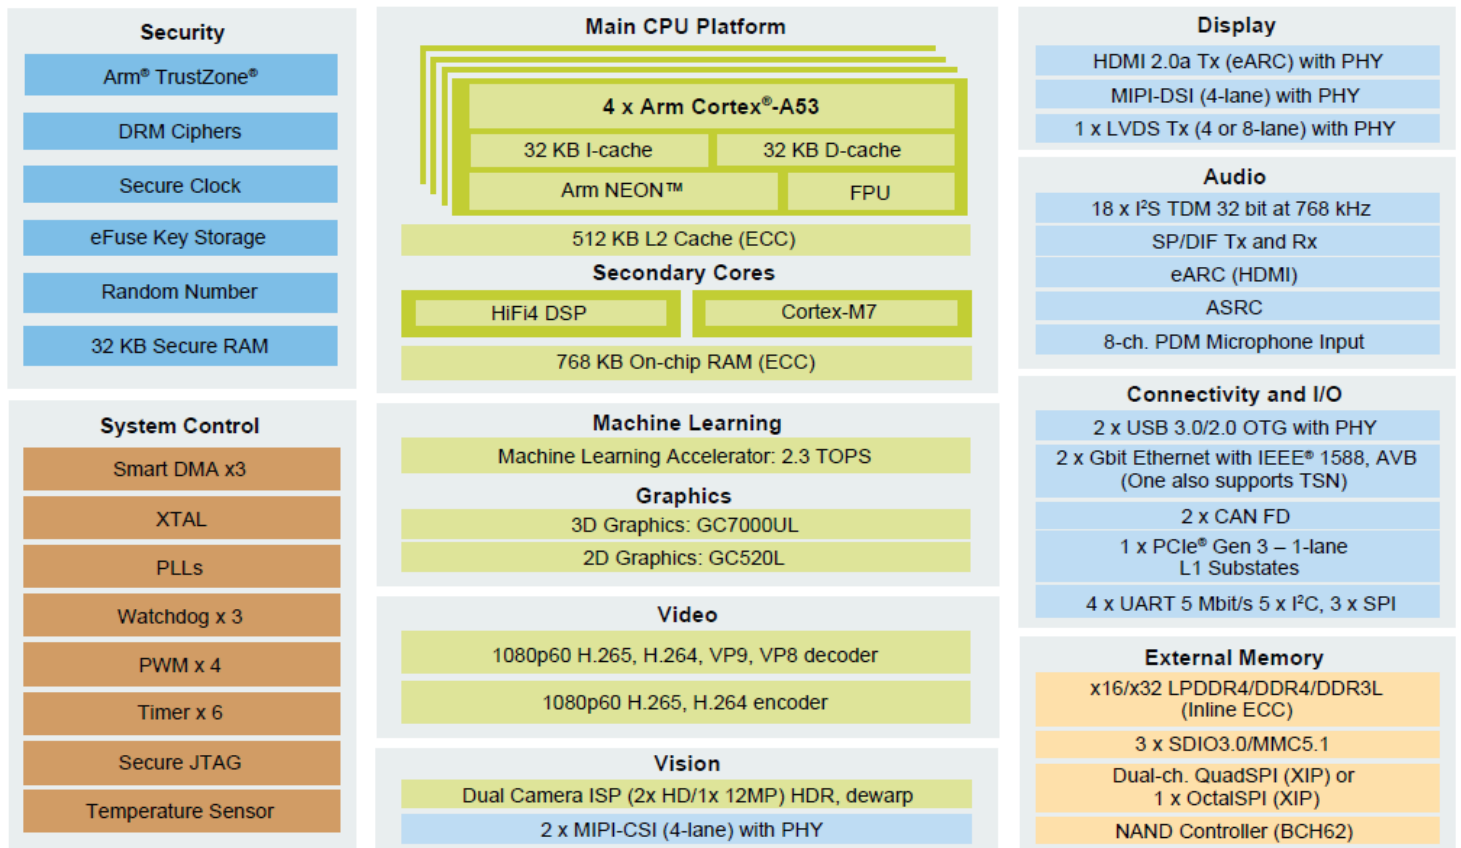 Security
Arm® TrustZone®
DRM Ciphers
Secure Clock
eFuse Key Storage
Random Number
32 KB Secure RAM
System Control
Smart DMA x3
XTAL
PLLs
Watchdog x 3
PWM x 4
Timer x 6
Secure JTAG
Temperature Sensor
Main CPU Platform
4 x Arm Cortex®-A53
32 KB I-cache
32 KB D-cache
Arm NEON™
FPU
512 KB L2 Cache (ECC)
Secondary Cores
HiFi4 DSP
Cortex-M7
768 KB On-chip RAM (ECC)
Machine Learning
Machine Learning Accelerator: 2.3 TOPS
Graphics
3D Graphics: GC7000UL
2D Graphics: GC520L
Video
1080p60 H.265, H.264, VP9, VP8 decoder
1080p60 H.265, H.264 encoder
Vision
Dual Camera ISP (2x HD/1x 12MP) HDR, dewarp
2 x MIPI-CSI (4-lane) with PHY
Display
HDMI 2.0a Tx (eARC) with PHY
MIPI-DSI (4-lane) with PHY
1 x LVDS Tx (4 or 8-lane) with PHY
Audio
18 x I²S TDM 32 bit at 768 kHz
SP/DIF Tx and Rx
eARC (HDMI)
ASRC
8-ch. PDM Microphone Input
Connectivity and I/O
2 x USB 3.0/2.0 OTG with PHY
2 x Gbit Ethernet with IEEE® 1588, AVB
(One also supports TSN)
2 x CAN FD
1 x PCIe® Gen 3 – 1-lane
L1 Substates
4 x UART 5 Mbit/s 5 x I²C, 3 x SPI
External Memory
x16/x32 LPDDR4/DDR4/DDR3L
(Inline ECC)
3 x SDIO3.0/MMC5.1
Dual-ch. QuadSPI (XIP) or
1 x OctalSPI (XIP)
NAND Controller (BCH62)